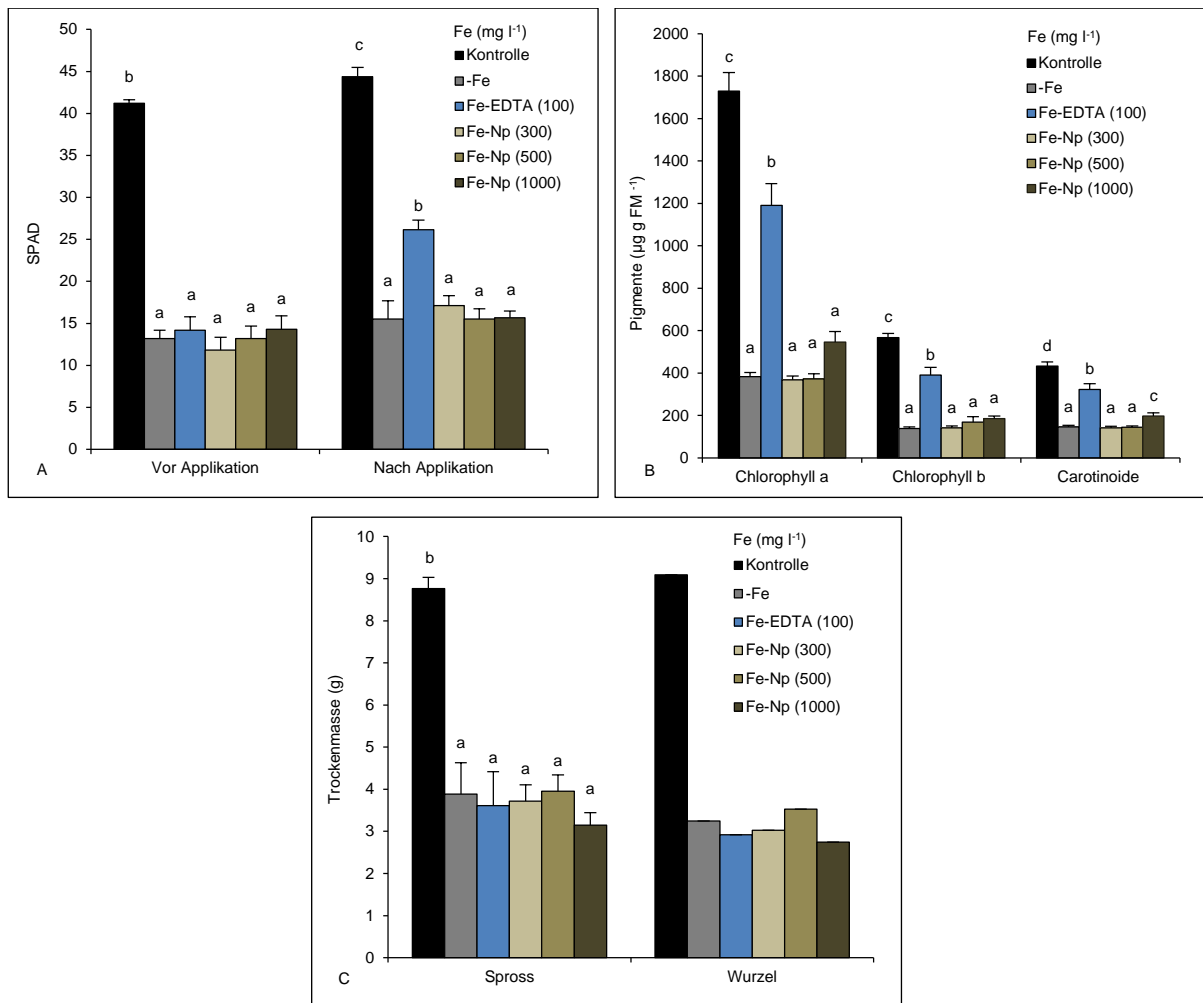 50
45
40
35
30
25
20
15
10
5
0
SPAD
b
a
a
a
a
a
c
a
b
a
a
a
Fe (mg l⁻¹)
Kontrolle
-Fe
Fe-EDTA (100)
Fe-Np (300)
Fe-Np (500)
Fe-Np (1000)
A
Vor Applikation
Nach Applikation
2000
1800
1600
1400
1200
1000
800
600
400
200
0
Pigmente (µg g FM ⁻¹)
c
a
b
a
a
a
c
a
b
a
a
a
d
a
b
a
a
c
Fe (mg l⁻¹)
Kontrolle
-Fe
Fe-EDTA (100)
Fe-Np (300)
Fe-Np (500)
Fe-Np (1000)
B
Chlorophyll a
Chlorophyll b
Carotinoide
10
9
8
7
6
5
4
3
2
1
0
Trockenmasse (g)
b
a
a
a
a
a
Fe (mg l⁻¹)
Kontrolle
-Fe
Fe-EDTA (100)
Fe-Np (300)
Fe-Np (500)
Fe-Np (1000)
C
Spross
Wurzel